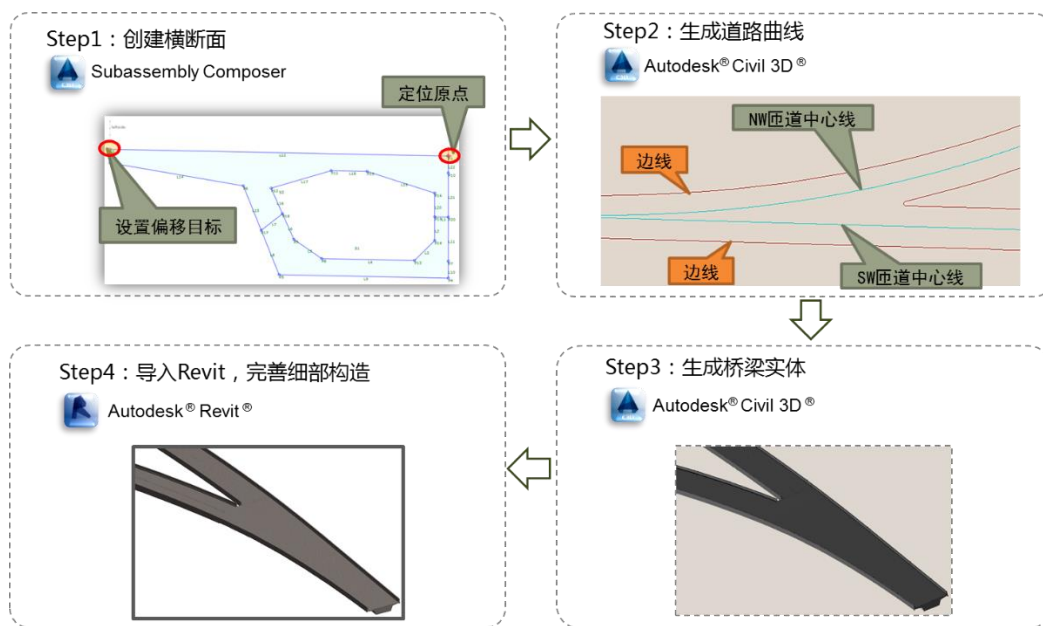 Step1：创建横断面
Subassembly Composer
定位原点
设置偏移目标
Step2：生成道路曲线
Autodesk® Civil 3D®
NW匝道中心线
边线
边线
SW匝道中心线
Step3：生成桥梁实体
Autodesk® Civil 3D®
Step4：导入Revit，完善细部构造
Autodesk® Revit®